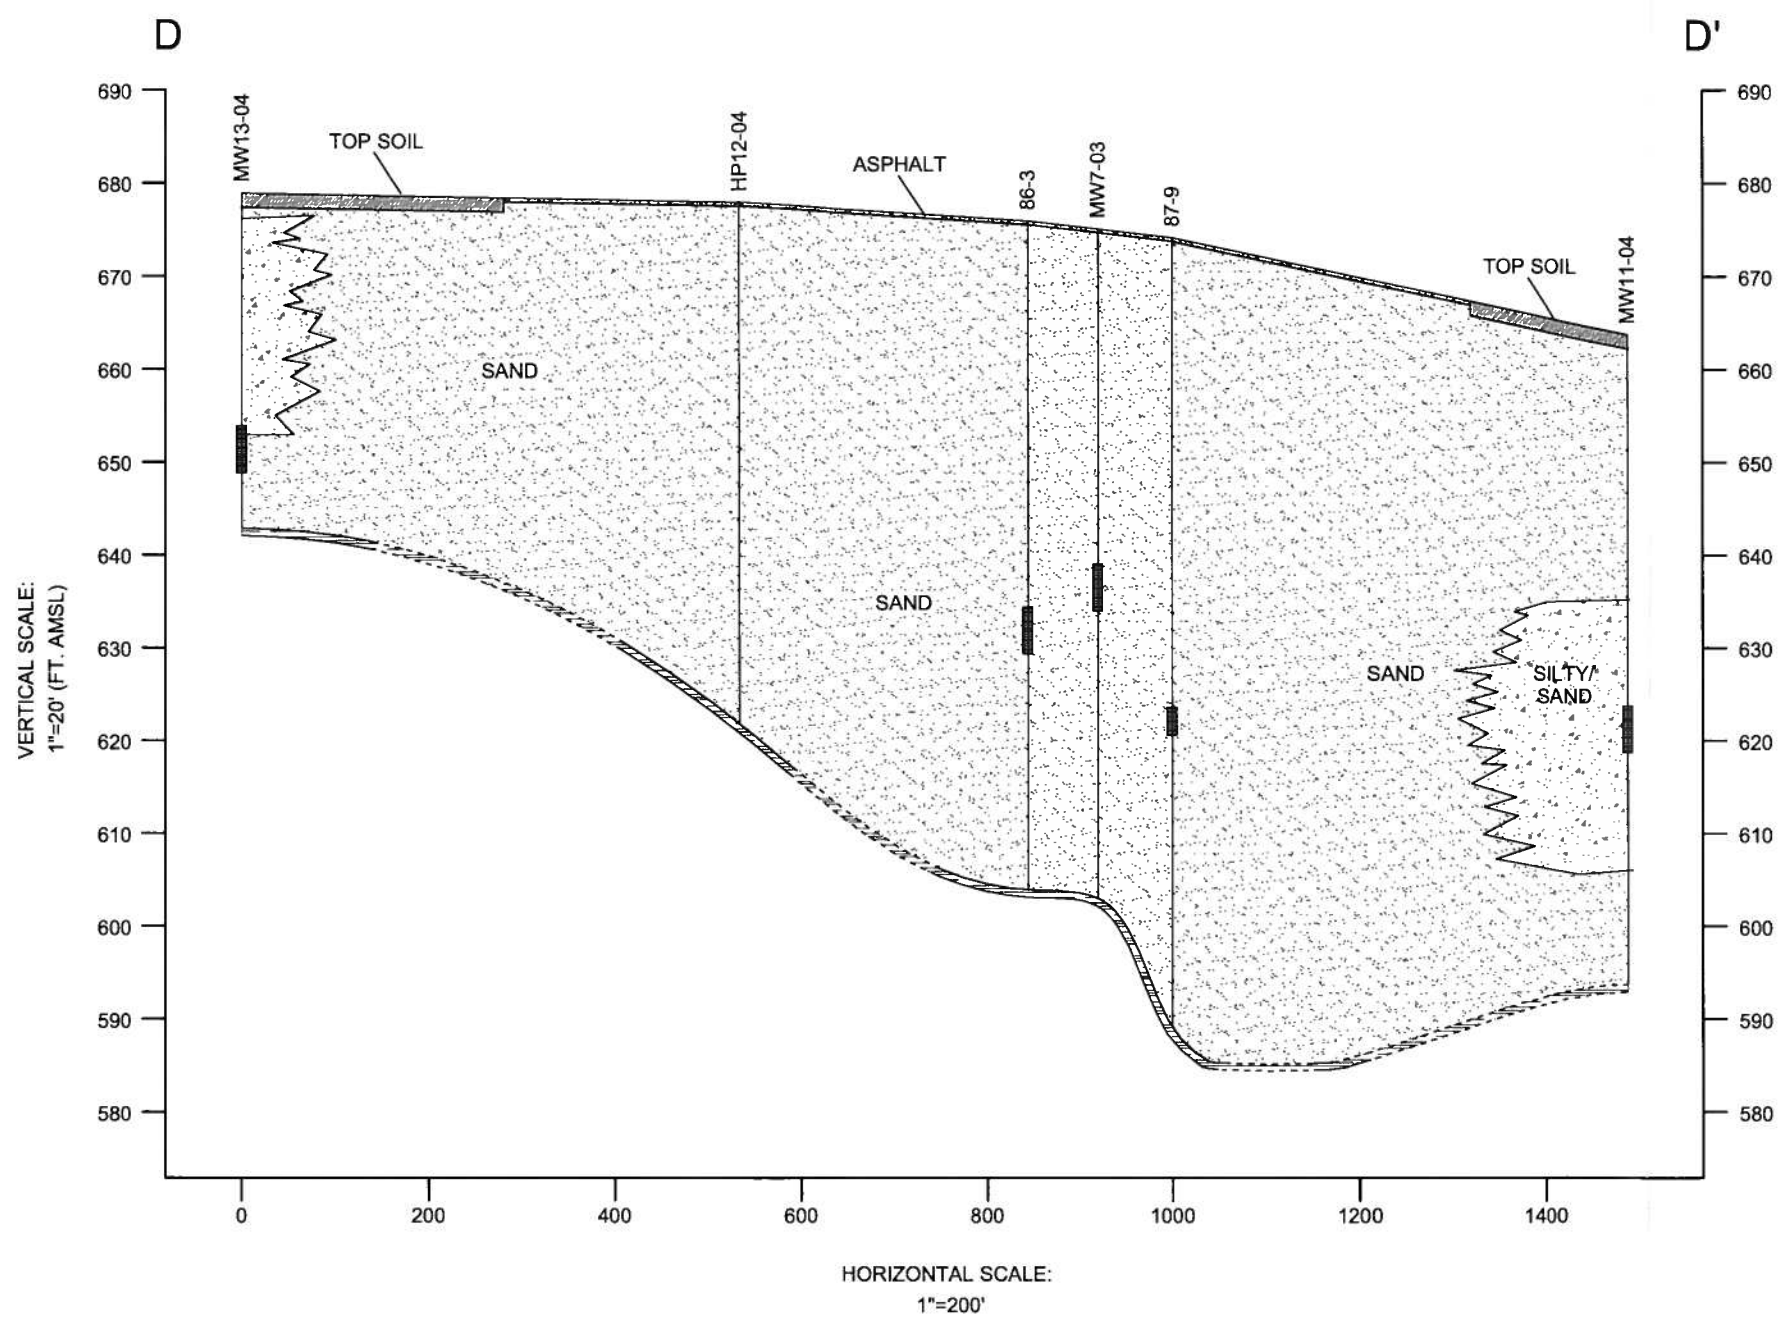 D
D'
690
680
670
660
650
640
630
620
610
600
590
580
690
680
670
660
650
640
630
620
610
600
590
580
MW13-04
TOP SOIL
HP12-04
ASPHALT
86-3
MW7-03
87-9
TOP SOIL
MW11-04
SAND
SAND
SAND
SILTY/
SAND
VERTICAL SCALE:
1"=20' (FT. AMSL)
0
200
400
600
800
1000
1200
1400
HORIZONTAL SCALE:
1"=200'